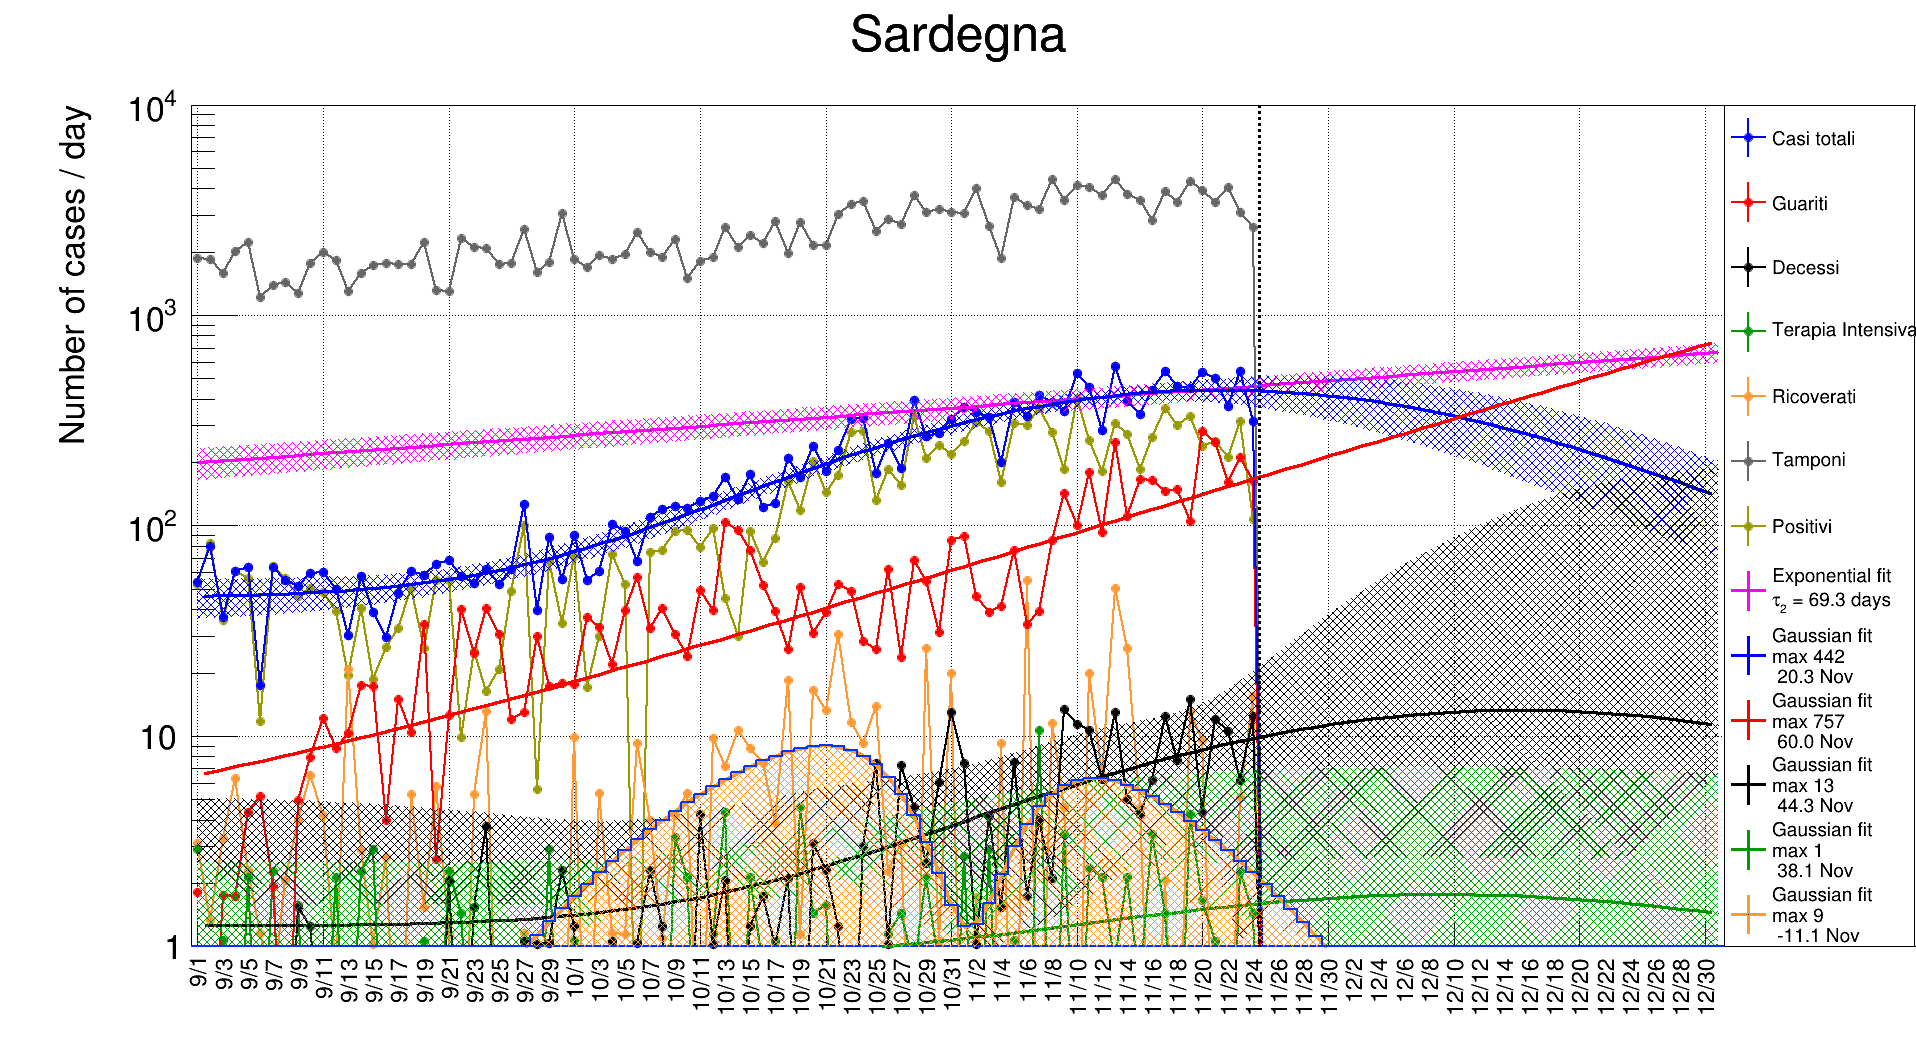 Sardegna
Number of cases / day
10^4
10^3
10^2
10
1
9/1 9/3 9/5 9/7 9/9 9/11 9/13 9/15 9/17 9/19 9/21 9/23 9/25 9/27 9/29 10/1 10/3 10/5 10/7 10/9 10/11 10/13 10/15 10/17 10/19 10/21 10/23 10/25 10/27 10/29 10/31 11/2 11/4 11/6 11/8 11/10 11/12 11/14 11/16 11/18 11/20 11/22 11/24 11/26 11/28 11/30 12/2 12/4 12/6 12/8 12/10 12/12 12/14 12/16 12/18 12/20 12/22 12/24 12/26 12/28 12/30
Casi totali
Guariti
Decessi
Terapia Intensiva
Ricoverati
Tamponi
Positivi
Exponential fit
τ2 = 69.3 days
Gaussian fit
max 442
20.3 Nov
Gaussian fit
max 757
60.0 Nov
Gaussian fit
max 13
44.3 Nov
Gaussian fit
max 1
38.1 Nov
Gaussian fit
max 9
-11.1 Nov